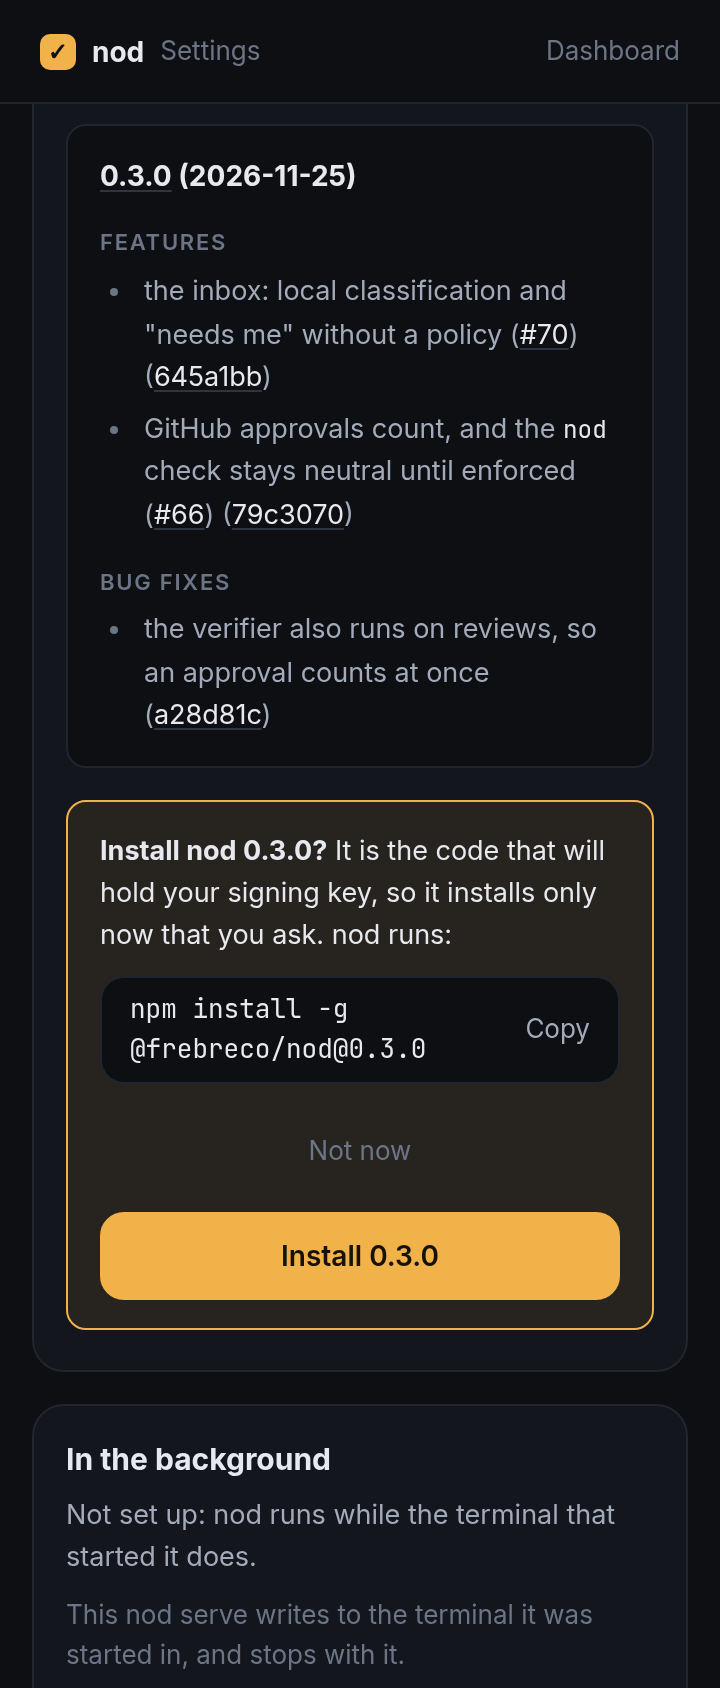 ✓ nod Settings Dashboard
0.3.0 (2026-11-25)
FEATURES
• the inbox: local classification and
"needs me" without a policy (#70)
(645a1bb)
• GitHub approvals count, and the nod
check stays neutral until enforced
(#66) (79c3070)
BUG FIXES
• the verifier also runs on reviews, so
an approval counts at once
(a28d81c)
Install nod 0.3.0? It is the code that will
hold your signing key, so it installs only
now that you ask. nod runs:
npm install -g
@frebreco/nod@0.3.0
Copy
Not now
Install 0.3.0
In the background
Not set up: nod runs while the terminal that
started it does.
This nod serve writes to the terminal it was
started in, and stops with it.